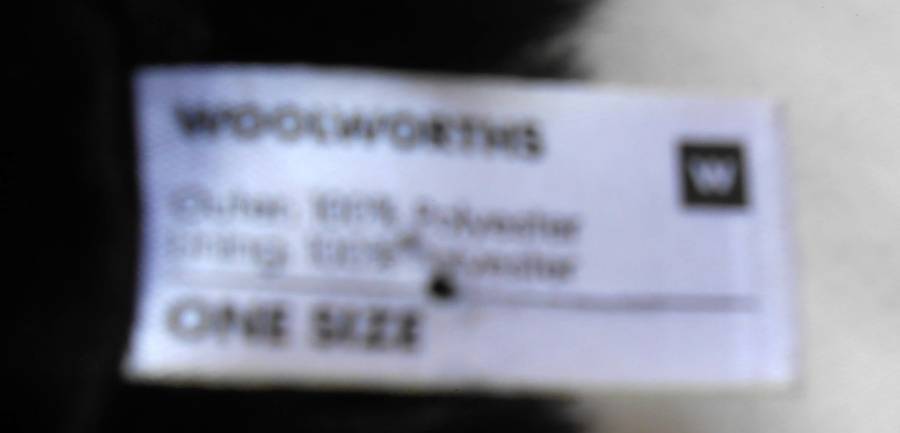 WOOLWORTHS
W
Outer: 100% Polyester
Lining: 100% Polyester
ONE SIZE